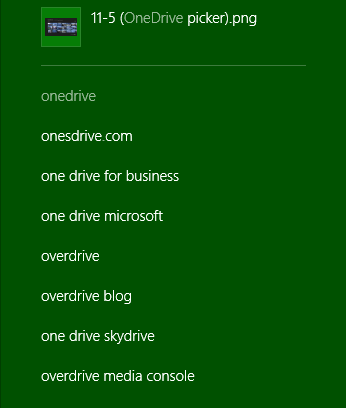 11-5 (OneDrive picker).png
onedrive
onesdrive.com
one drive for business
one drive microsoft
overdrive
overdrive blog
one drive skydrive
overdrive media console